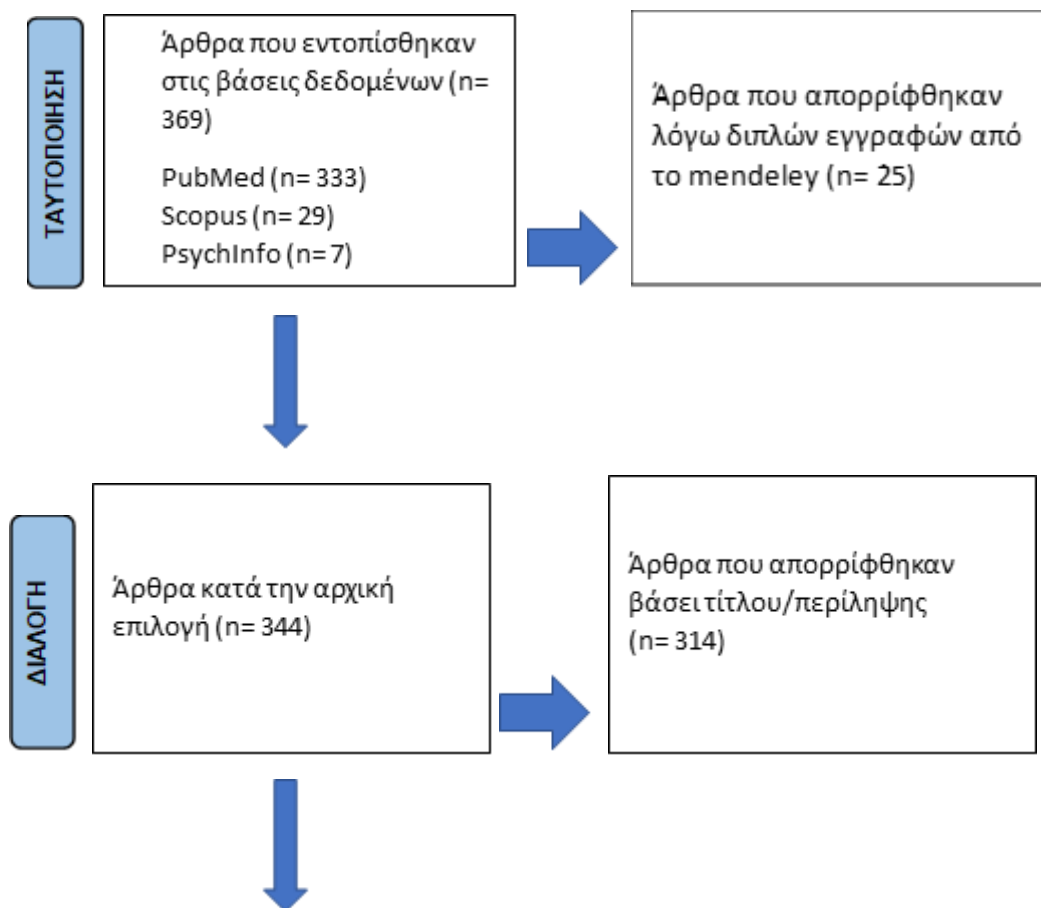 ΤΑΥΤΟΠΟΙΗΣΗ
Άρθρα που εντοπίσθηκαν
στις βάσεις δεδομένων (n=
369)
PubMed (n= 333)
Scopus (n= 29)
PsychInfo (n= 7)
Άρθρα που απορρίφθηκαν
λόγω διπλών εγγραφών από
το mendeley (n= 25)
ΔΙΑΛΟΓΗ
Άρθρα κατά την αρχική
επιλογή (n= 344)
Άρθρα που απορρίφθηκαν
βάσει τίτλου/περίληψης
(n= 314)